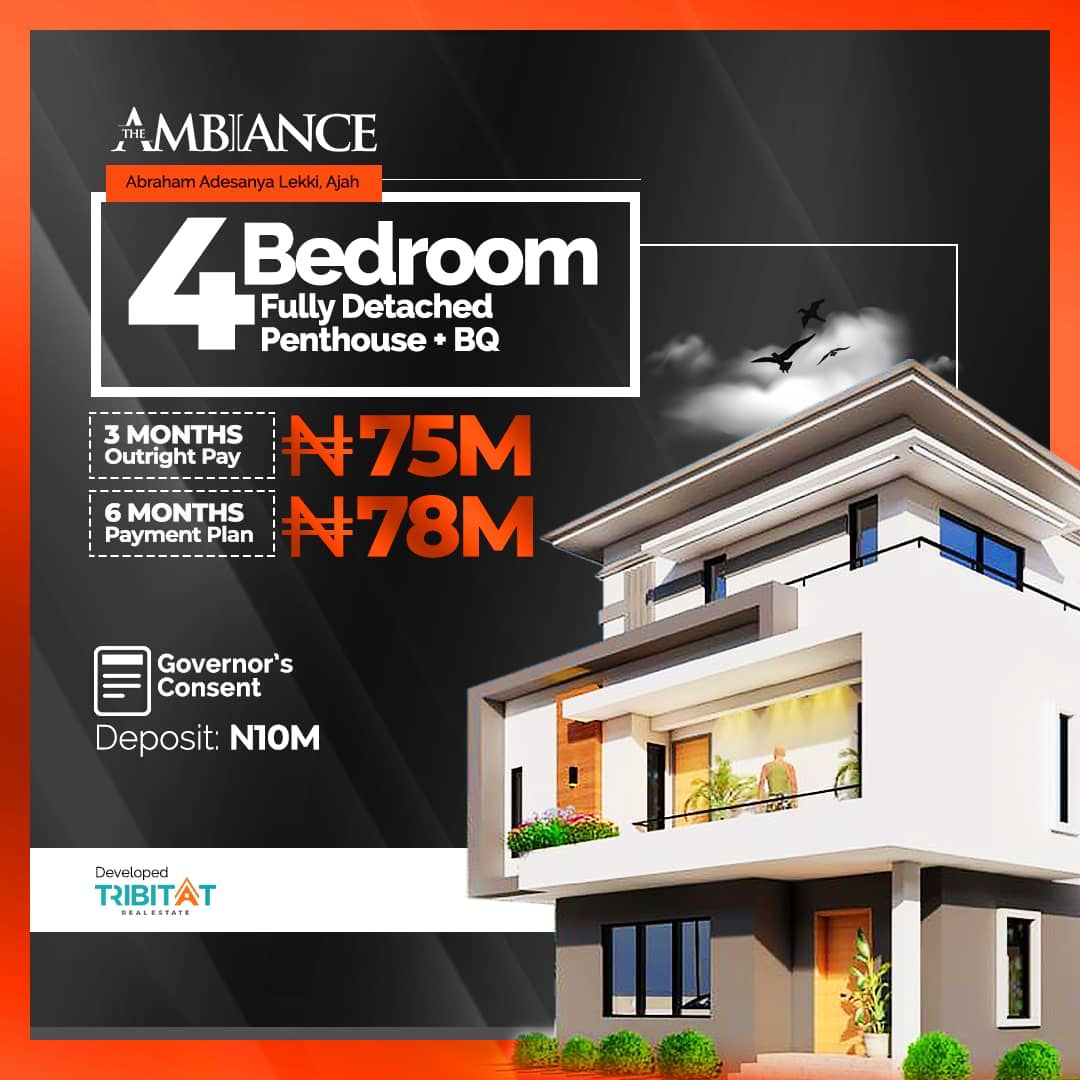 THE AMBIANCE
Abraham Adesanya Lekki, Ajah
4 Bedroom
Fully Detached
Penthouse + BQ
3 MONTHS
Outright Pay
₦75M
6 MONTHS
Payment Plan
₦78M
Governor's
Consent
Deposit: N10M
Developed
TRIBITAT
REAL ESTATE